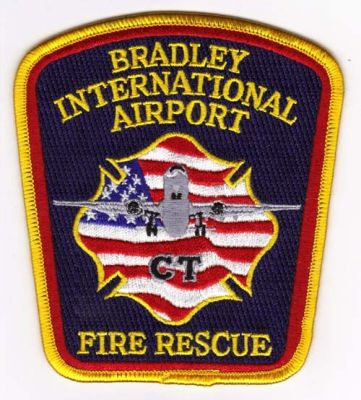 BRADLEY
INTERNATIONAL
AIRPORT
CT
FIRE RESCUE